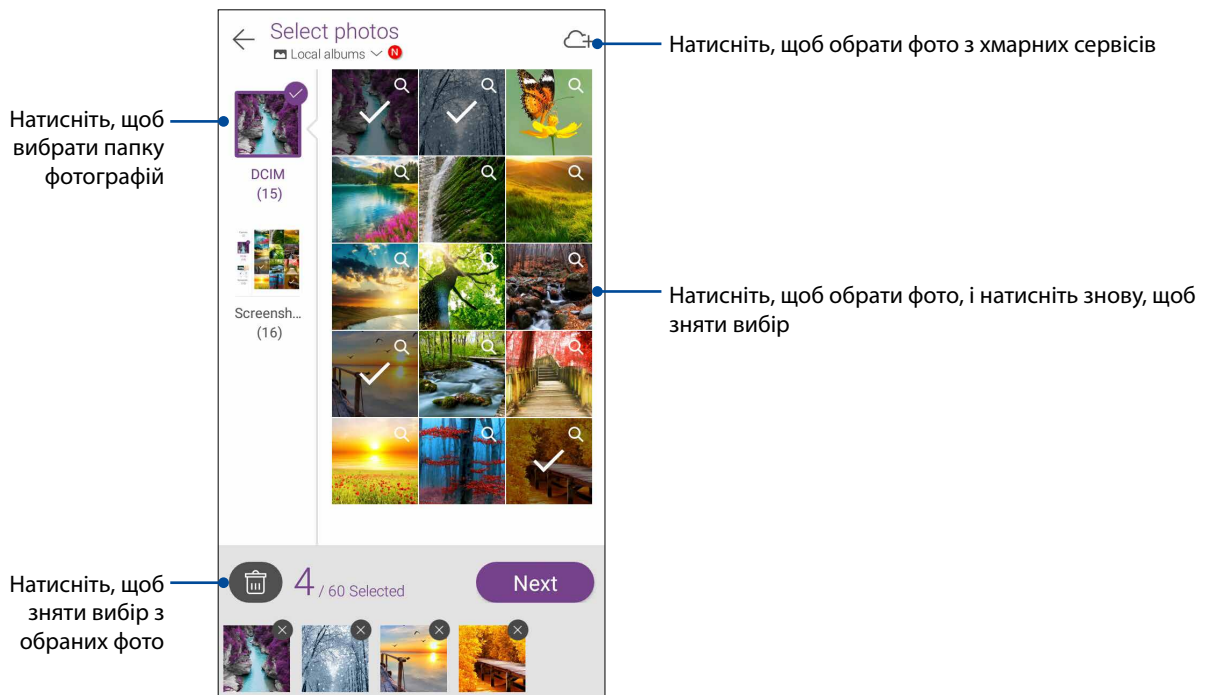 Select photos
Local albums N
Натисніть, щоб обрати фото з хмарних сервісів
Натисніть, щоб
вибрати папку
фотографій
DCIM
(15)
Screensh...
(16)
Натисніть, щоб обрати фото, і натисніть знову, щоб
зняти вибір
Натисніть, щоб
зняти вибір з
обраних фото
4 / 60 Selected
Next